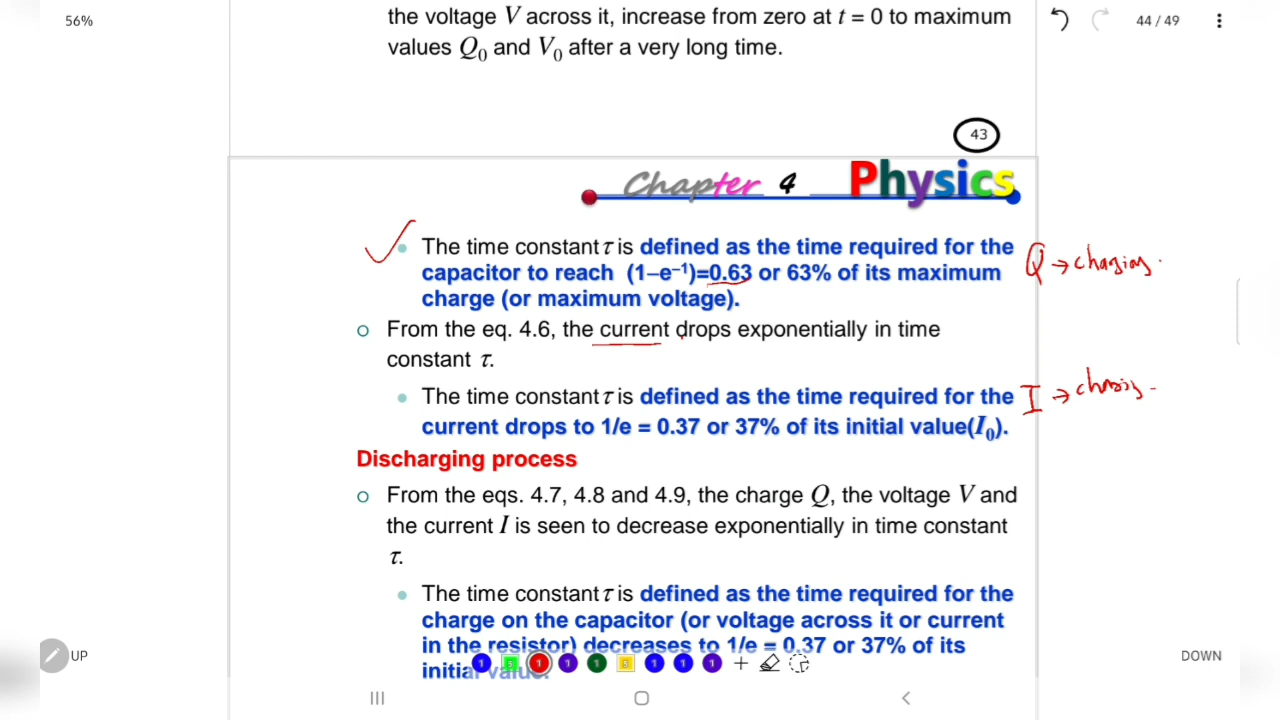 56%
44 / 49
the voltage V across it, increase from zero at t = 0 to maximum
values Q₀ and V₀ after a very long time.
43
Chapter 4 Physics
The time constant τ is defined as the time required for the
capacitor to reach (1–e⁻¹)=0.63 or 63% of its maximum
charge (or maximum voltage).
Q → charging.
From the eq. 4.6, the current drops exponentially in time
constant τ.
The time constant τ is defined as the time required for the
current drops to 1/e = 0.37 or 37% of its initial value(I₀).
I →
Discharging process
From the eqs. 4.7, 4.8 and 4.9, the charge Q, the voltage V and
the current I is seen to decrease exponentially in time constant
τ.
The time constant τ is defined as the time required for the
charge on the capacitor (or voltage across it or current
in the resistor) decreases to 1/e = 0.37 or 37% of its
initial value.
UP
DOWN